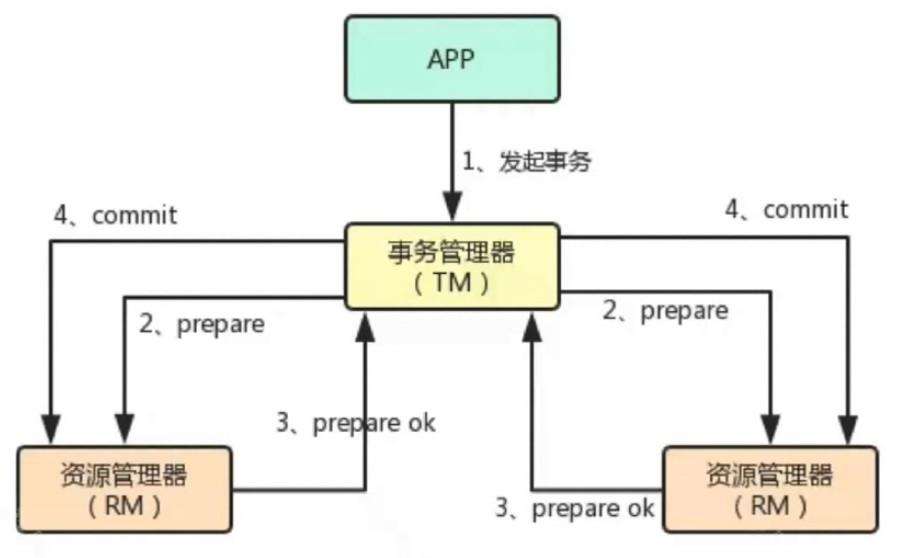 APP
1、发起事务
4、commit
4、commit
事务管理器
（TM）
2、prepare
2、prepare
3、prepare ok
资源管理器
（RM）
3、prepare ok
资源管理器
（RM）